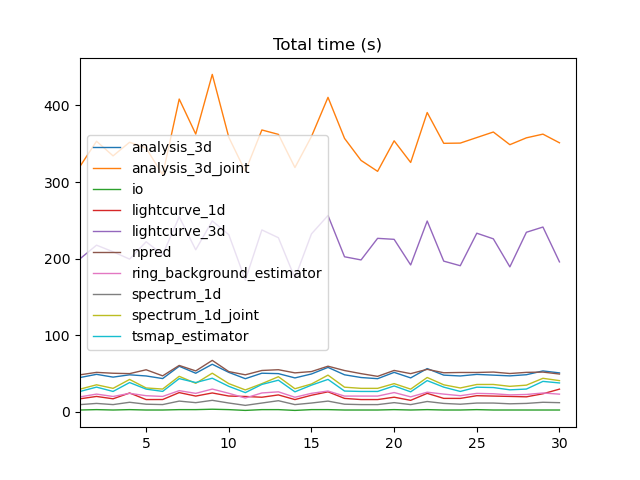 Total time (s)
400
300
200
100
0
analysis_3d
analysis_3d_joint
io
lightcurve_1d
lightcurve_3d
npred
ring_background_estimator
spectrum_1d
spectrum_1d_joint
tsmap_estimator
5 10 15 20 25 30